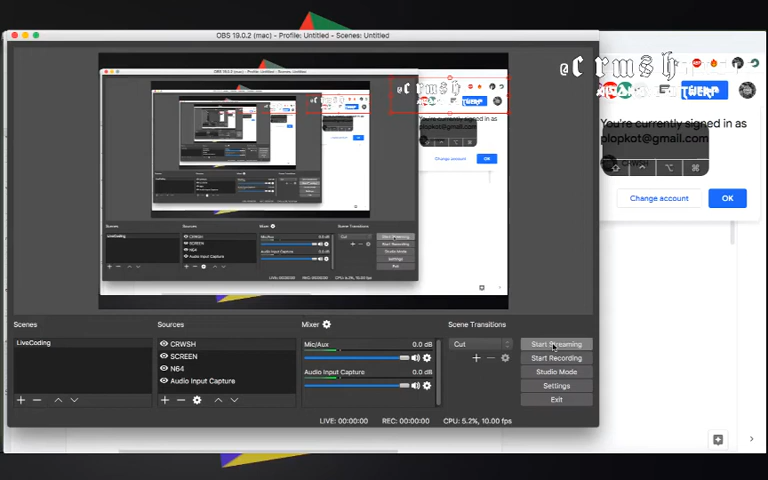 OBS 19.0.2 (mac) - Profile: Untitled - Scenes: Untitled
@C r m s h
You're currently signed in as
plopkot@gmail.com
Change account
OK
Scenes
LiveCoding
Sources
CRWSH
SCREEN
N64
Audio Input Capture
Mixer
Mic/Aux 0.0 dB
Audio Input Capture 0.0 dB
Scene Transitions
Cut
Start Streaming
Start Recording
Studio Mode
Settings
Exit
LIVE: 00:00:00 REC: 00:00:00 CPU: 5.2%, 10.00 fps